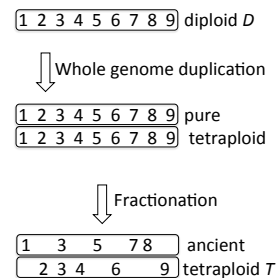 1 2 3 4 5 6 7 8 9 diploid D
Whole genome duplication
1 2 3 4 5 6 7 8 9 pure
1 2 3 4 5 6 7 8 9 tetraploid
Fractionation
1 3 5 7 8 ancient
2 3 4 6 9 tetraploid T